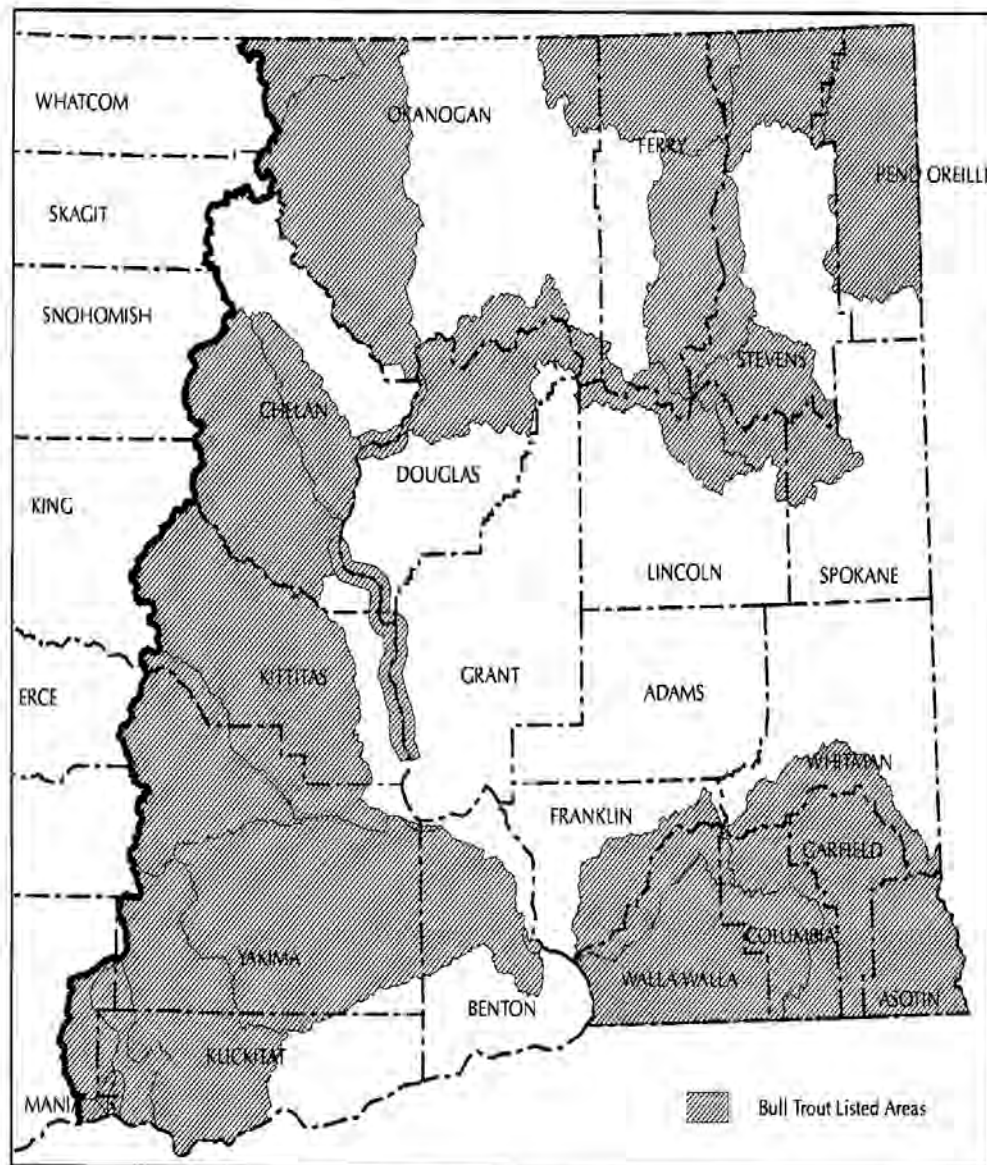 WHATCOM
OKANOGAN
FERRY
PEND OREILLE
SKAGIT
SNOHOMISH
STEVENS
CHELAN
DOUGLAS
KING
LINCOLN
SPOKANE
KITTITAS
GRANT
ADAMS
ERCE
WHITMAN
FRANKLIN
GARFIELD
COLUMBIA
YAKIMA
WALLA WALLA
ASOTIN
BENTON
KLICKITAT
MANIA
Bull Trout Listed Areas